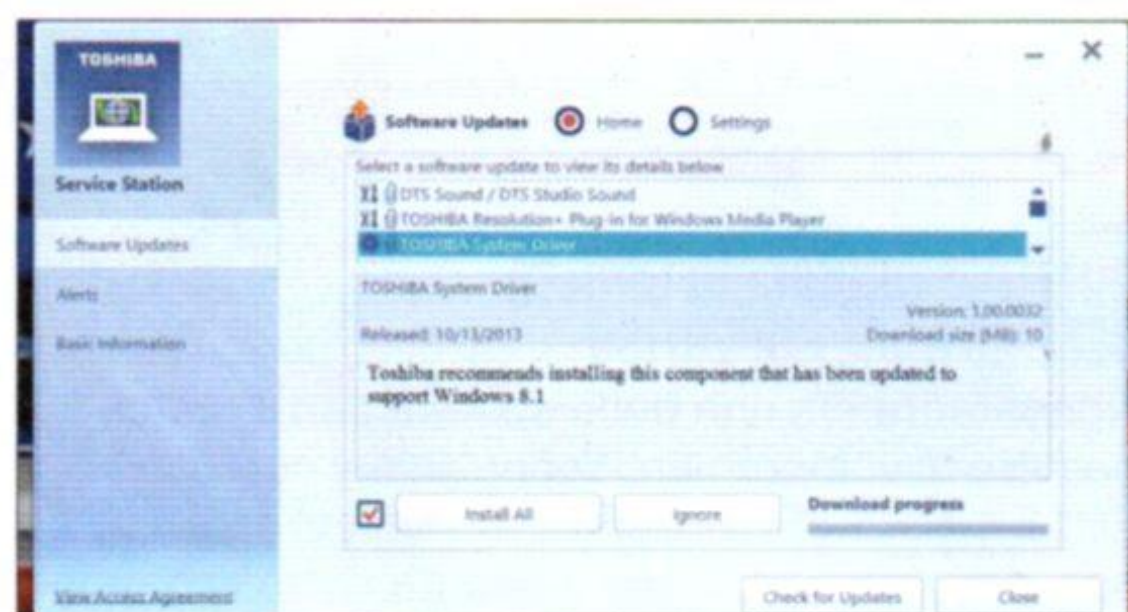 TOSHIBA
Service Station
Software Updates
Alerts
Basic Information
View Access Agreement
Software Updates Home Settings
Select a software update to view its details below
DTS Sound / DTS Studio Sound
TOSHIBA Resolution+ Plug-in for Windows Media Player
TOSHIBA System Driver
TOSHIBA System Driver
Version: 1.00.0032
Released: 10/13/2013 Download size (MB): 10
Toshiba recommends installing this component that has been updated to
support Windows 8.1
Install All Ignore Download progress
Check for Updates Close